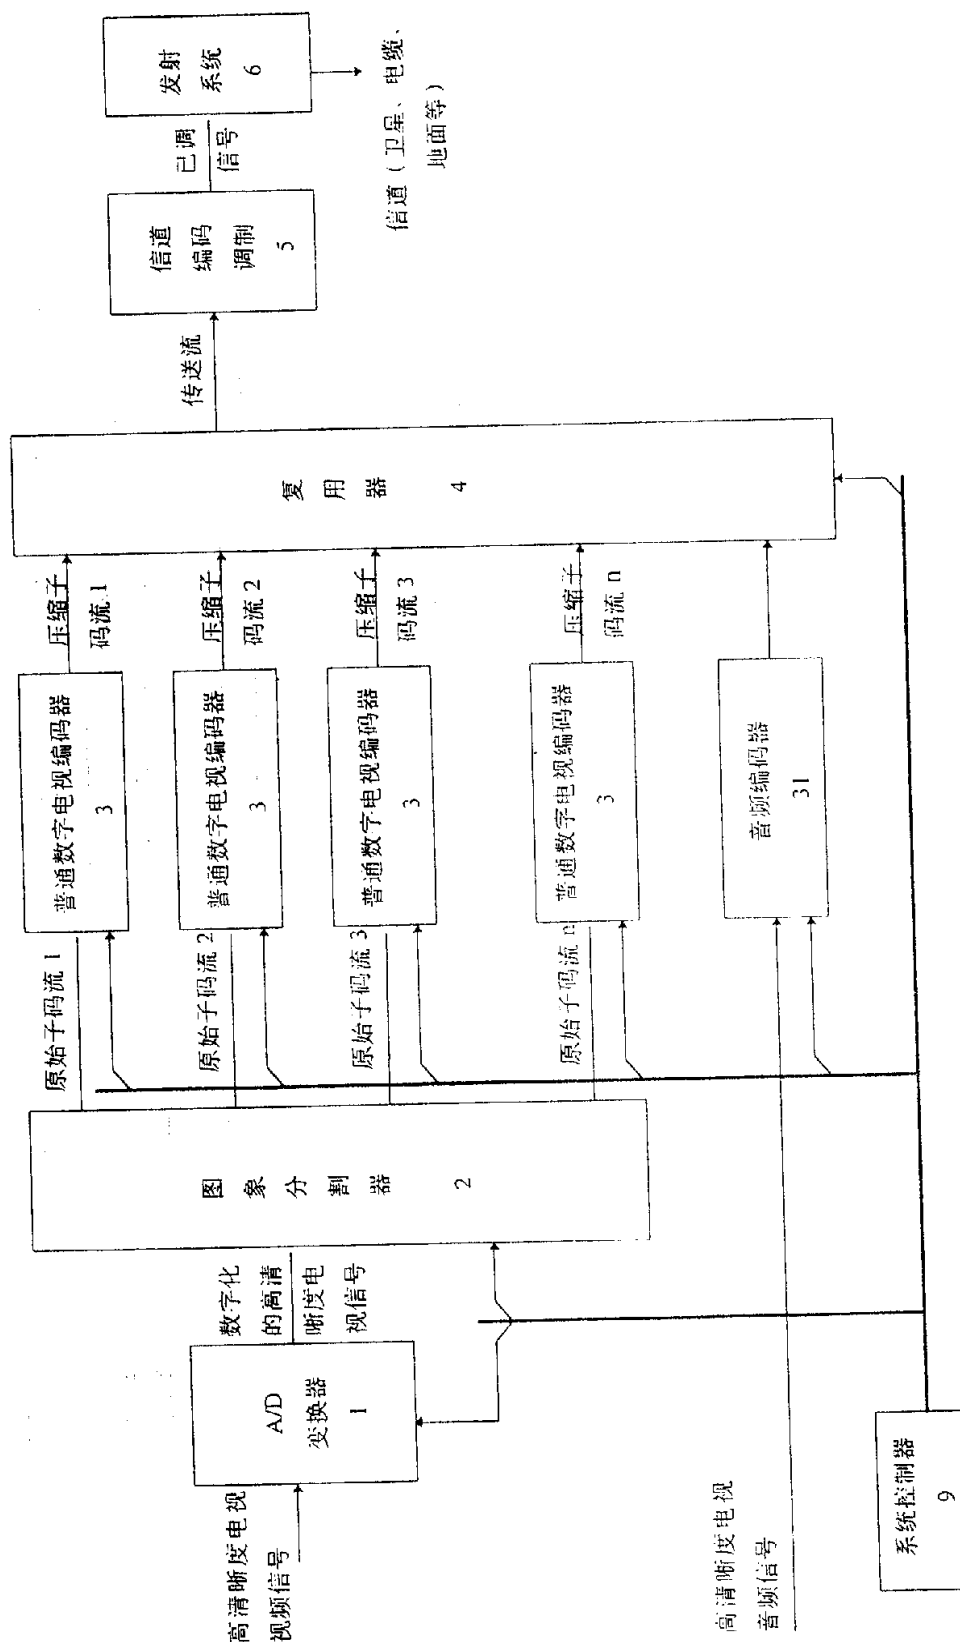 高清晰度电视
视频信号
A/D
变换器
1
数字化
的高清
晰度电
视信号
图象分割器
2
原始子码流 1
原始子码流 2
原始子码流 3
原始子码流 n
普通数字电视编码器
3
普通数字电视编码器
3
普通数字电视编码器
3
普通数字电视编码器
3
音频编码器
31
压缩子
码流 1
压缩子
码流 2
压缩子
码流 3
压缩子
码流 n
复用器
4
传送流
信道
编码
调制
5
已调
信号
发射
系统
6
信道(卫星、电缆、
地面等)
高清晰度电视
音频信号
系统控制器
9